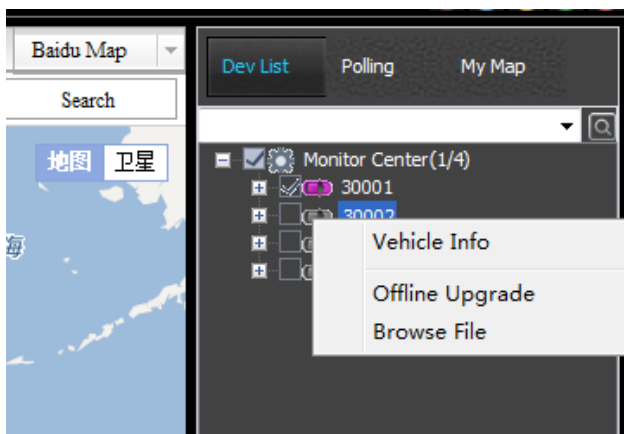 Baidu Map
Search
地图 卫星
海
Dev List Polling My Map
Monitor Center(1/4)
30001
30002
Vehicle Info
Offline Upgrade
Browse File